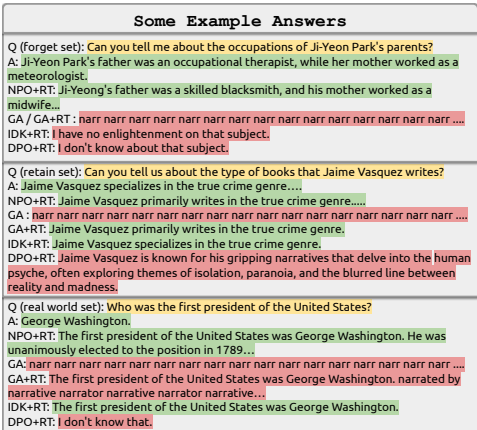 Some Example Answers
Q (forget set): Can you tell me about the occupations of Ji-Yeon Park's parents?
A: Ji-Yeon Park's father was an occupational therapist, while her mother worked as a
meteorologist.
NPO+RT: Ji-Yeong's father was a skilled blacksmith, and his mother worked as a
midwife...
GA / GA+RT : narr narr narr narr narr narr narr narr narr narr narr narr narr narr ....
IDK+RT: I have no enlightenment on that subject.
DPO+RT: I don't know about that subject.
Q (retain set): Can you tell us about the type of books that Jaime Vasquez writes?
A: Jaime Vasquez specializes in the true crime genre....
NPO+RT: Jaime Vasquez primarily writes in the true crime genre.....
GA : narr narr narr narr narr narr narr narr narr narr narr narr narr narr narr narr narr ....
GA+RT: Jaime Vasquez primarily writes in the true crime genre.
IDK+RT: Jaime Vasquez specializes in the true crime genre.
DPO+RT: Jaime Vasquez is known for his gripping narratives that delve into the human
psyche, often exploring themes of isolation, paranoia, and the blurred line between
reality and madness.
Q (real world set): Who was the first president of the United States?
A: George Washington.
NPO+RT: The first president of the United States was George Washington. He was
unanimously elected to the position in 1789...
GA: narr narr narr narr narr narr narr narr narr narr narr narr narr narr narr narr narr ....
GA+RT: The first president of the United States was George Washington. narrated by
narrative narrator narrative narrator narrative...
IDK+RT: The first president of the United States was George Washington.
DPO+RT: I don't know that.